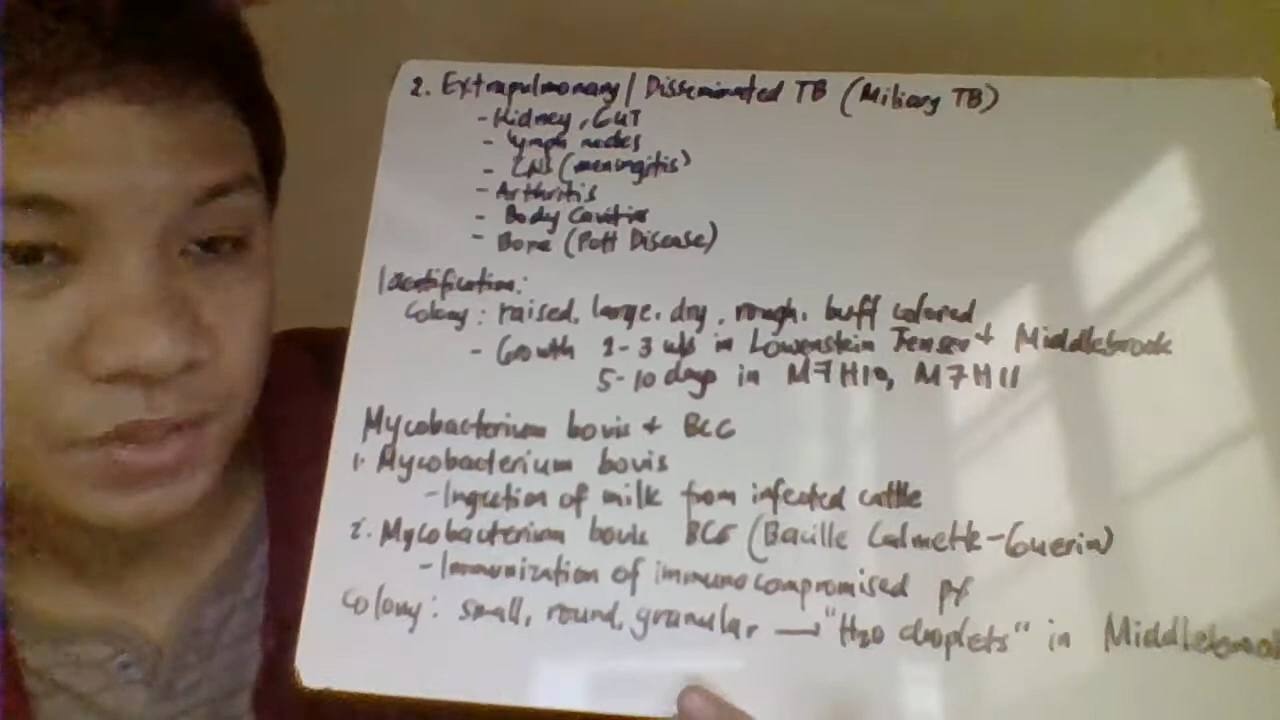 2. Extrapulmonary/Disseminated TB (Miliary TB)
- Kidney, GUT
- Lymph nodes
- CNS (meningitis)
- Arthritis
- Body Cavities
- Bone (Pott Disease)
Identification:
Colony: raised, large, dry, rough, buff colored
- Growth 2-3 wks in Lowenstein Jensen + Middlebrook
5-10 days in M7H10, M7H11
Mycobacterium bovis + BCG
1. Mycobacterium bovis
- Ingestion of milk from infected cattle
2. Mycobacterium bovis BCG (Bacille Calmette-Guerin)
- Immunization of immunocompromised px
Colony: small, round, granular → "H2O droplets" in Middlebrook